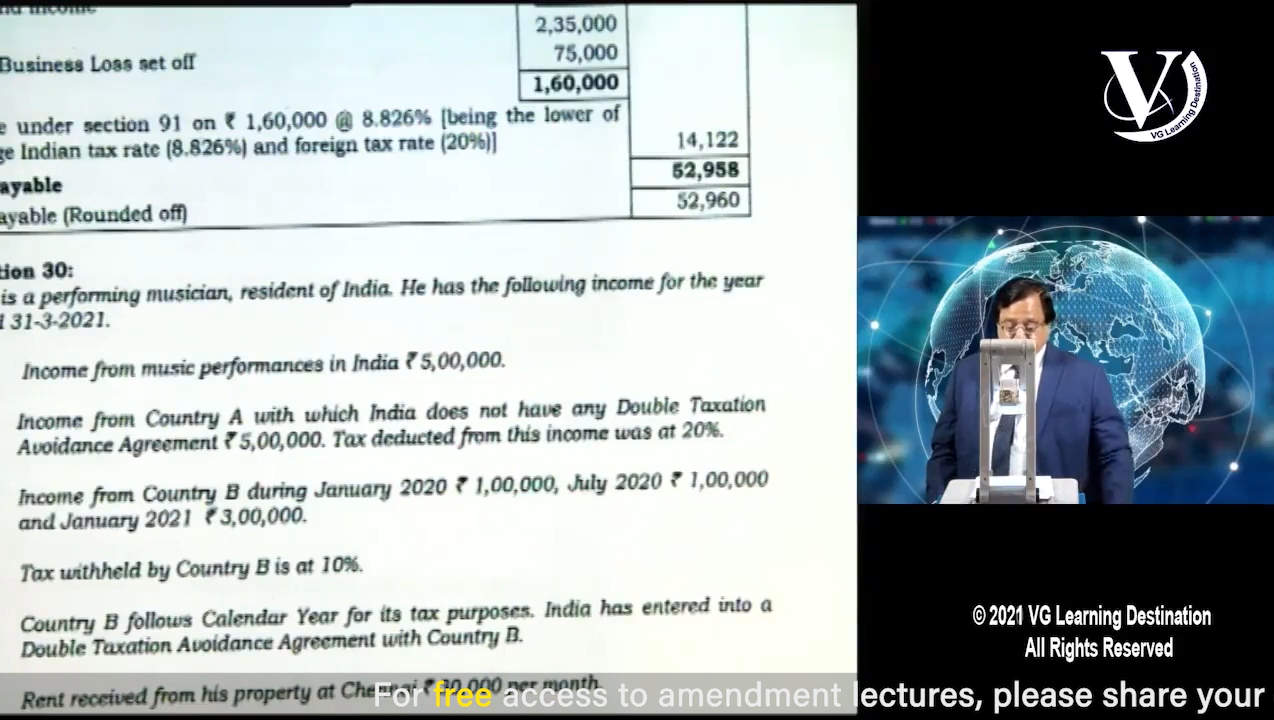 2,35,000
Business Loss set off 75,000
1,60,000
under section 91 on ₹ 1,60,000 @ 8.826% [being the lower of
Indian tax rate (8.826%) and foreign tax rate (20%)] 14,122
ayable 52,958
ayable (Rounded off) 52,960
tion 30:
is a performing musician, resident of India. He has the following income for the year
31-3-2021.
Income from music performances in India ₹ 5,00,000.
Income from Country A with which India does not have any Double Taxation
Avoidance Agreement ₹ 5,00,000. Tax deducted from this income was at 20%.
Income from Country B during January 2020 ₹ 1,00,000, July 2020 ₹ 1,00,000
and January 2021 ₹ 3,00,000.
Tax withheld by Country B is at 10%.
Country B follows Calendar Year for its tax purposes. India has entered into a
Double Taxation Avoidance Agreement with Country B.
Rent received from his property at per month.
V
VG Learning Destination
© 2021 VG Learning Destination
All Rights Reserved
For free access to amendment lectures, please share your